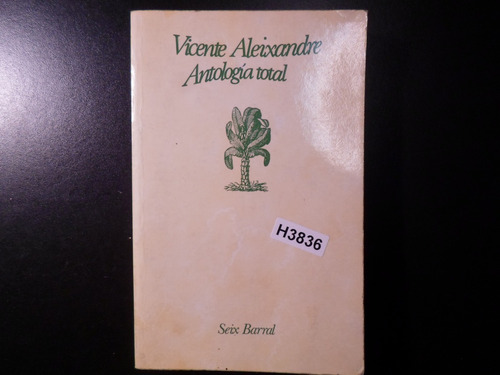 Vicente Aleixandre
Antología total
H3836
Seix Barral